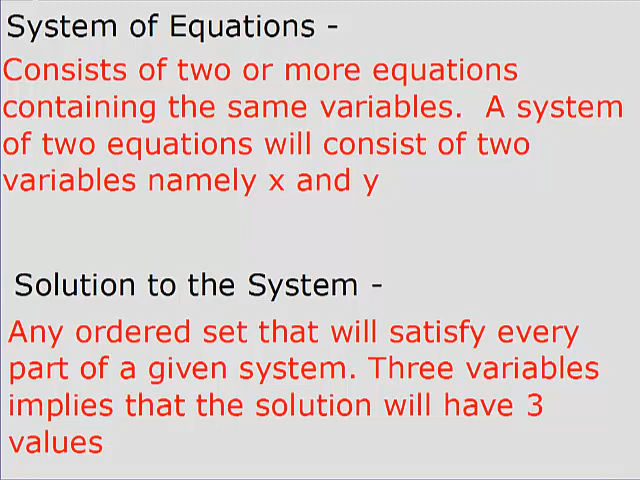 System of Equations -
Consists of two or more equations
containing the same variables.  A system
of two equations will consist of two
variables namely x and y
Solution to the System -
Any ordered set that will satisfy every
part of a given system. Three variables
implies that the solution will have 3
values